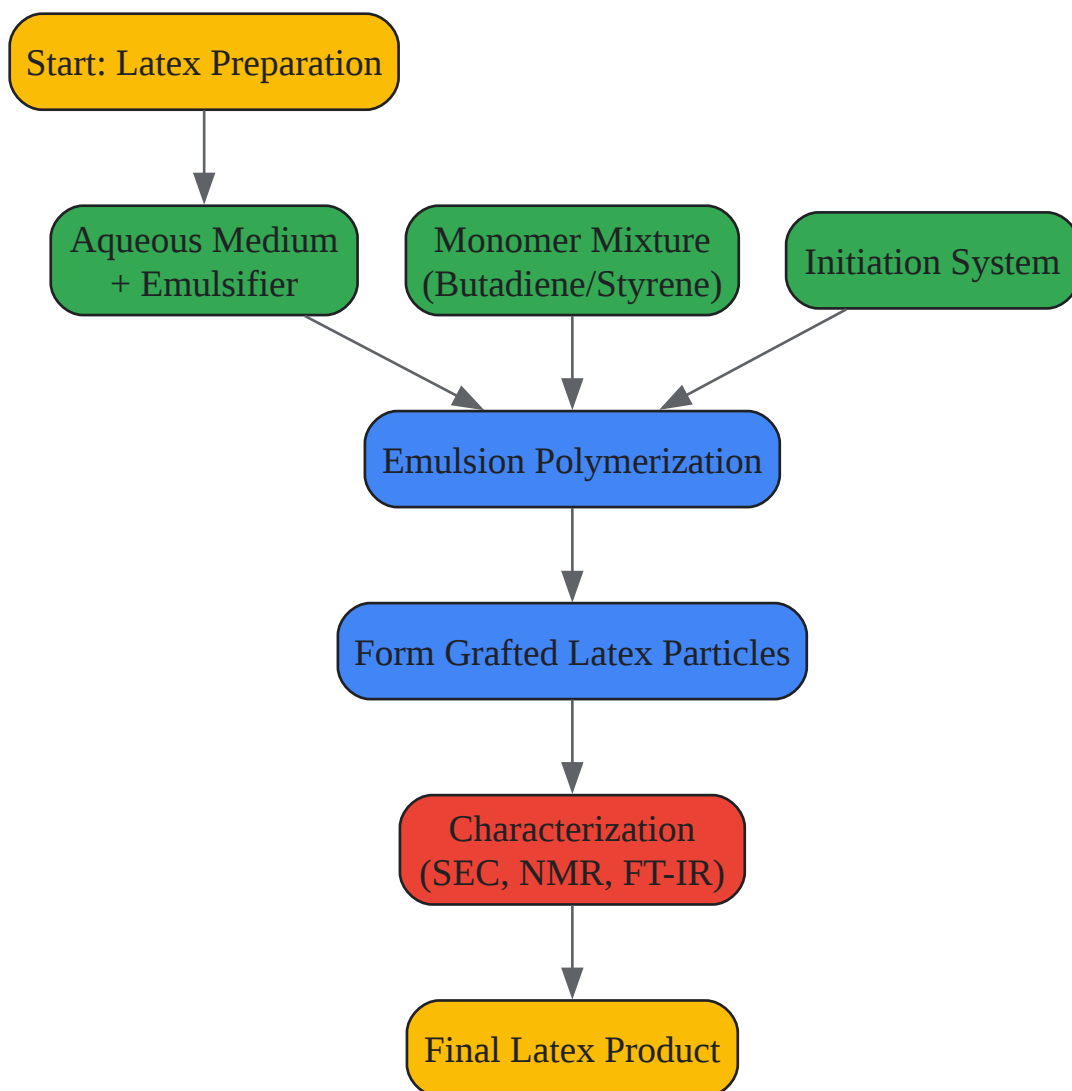 Start: Latex Preparation
Aqueous Medium
+ Emulsifier
Monomer Mixture
(Butadiene/Styrene)
Initiation System
Emulsion Polymerization
Form Grafted Latex Particles
Characterization
(SEC, NMR, FT-IR)
Final Latex Product